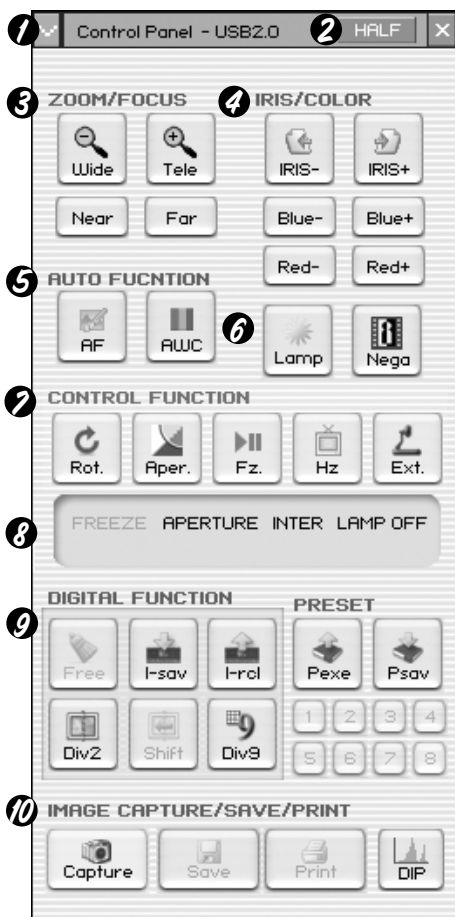 1 Control Panel - USB2.0 2 HALF
3 ZOOM/FOCUS 4 IRIS/COLOR
Wide Tele IRIS- IRIS+
Near Far Blue- Blue+
Red- Red+
5 AUTO FUCNTION
AF AWC 6 Lamp Nega
7 CONTROL FUNCTION
Rot. Aper. Fz. Hz Ext.
8 FREEZE APERTURE INTER LAMP OFF
DIGITAL FUNCTION PRESET
9
Free I-sav I-rcl Pexe Psav
1 2 3 4
9
Div2 Shift Div9 5 6 7 8
10 IMAGE CAPTURE/SAVE/PRINT
Capture Save Print DIP